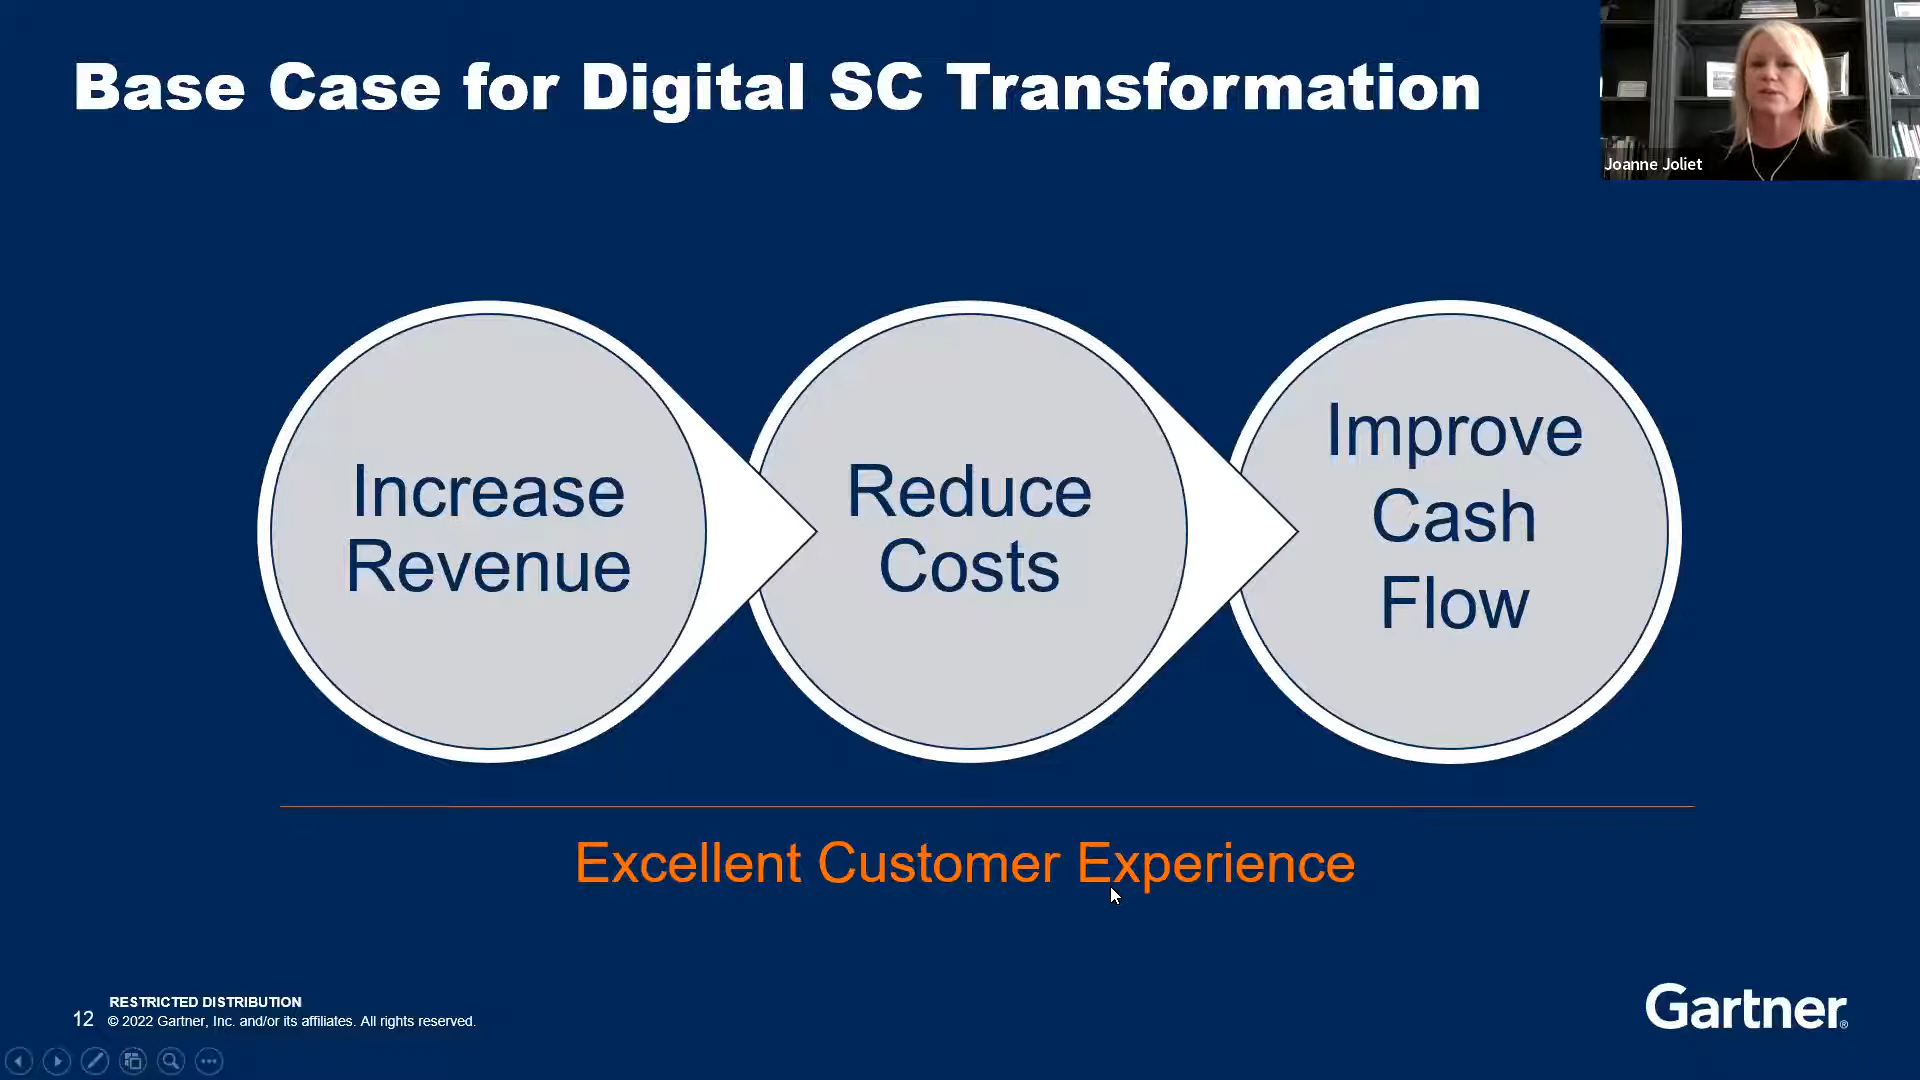 Base Case for Digital SC Transformation
Joanne Joliet
Increase
Revenue
Reduce
Costs
Improve
Cash
Flow
Excellent Customer Experience
RESTRICTED DISTRIBUTION
12 © 2022 Gartner, Inc. and/or its affiliates. All rights reserved.
Gartner®